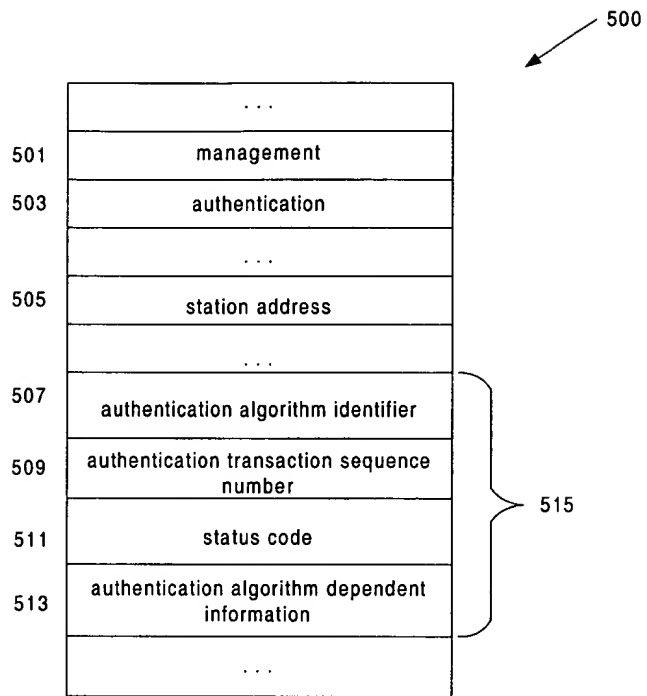 500
...
501 management
503 authentication
...
505 station address
...
507 authentication algorithm identifier
509 authentication transaction sequence
number
515
511 status code
513 authentication algorithm dependent
information
...